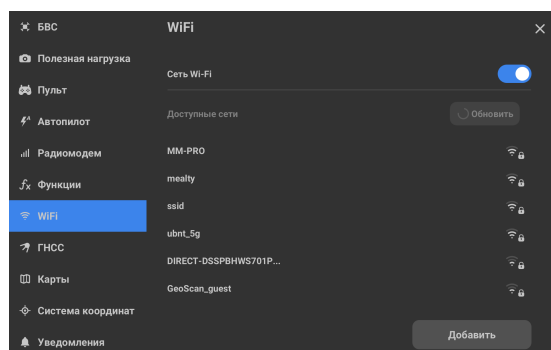 БВС
WiFi
Полезная нагрузка
Сеть Wi-Fi
Пульт
Доступные сети
Обновить
Автопилот
Радиомодем
MM-PRO
Функции
mealty
WiFi
ssid
ubnt_5g
ГНСС
DIRECT-DSSPBHWS701P...
Карты
GeoScan_guest
Система координат
Уведомления
Добавить